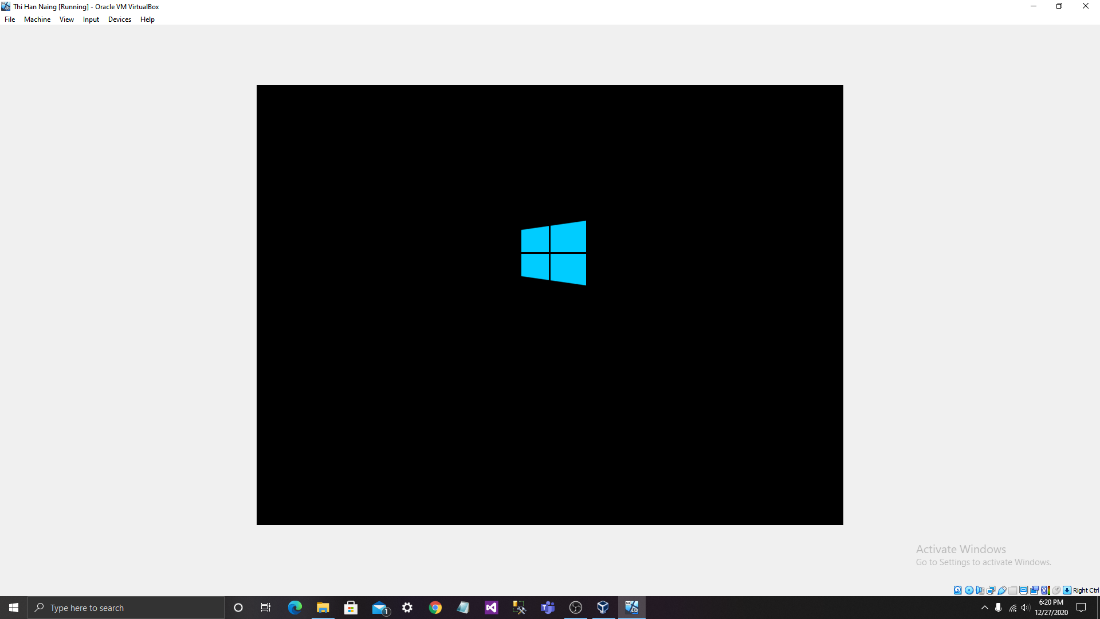 Thi Han Naing [Running] - Oracle VM VirtualBox
File Machine View Input Devices Help
Activate Windows
Go to Settings to activate Windows.
Right Ctrl
Type here to search
1
6:20 PM
12/27/2020